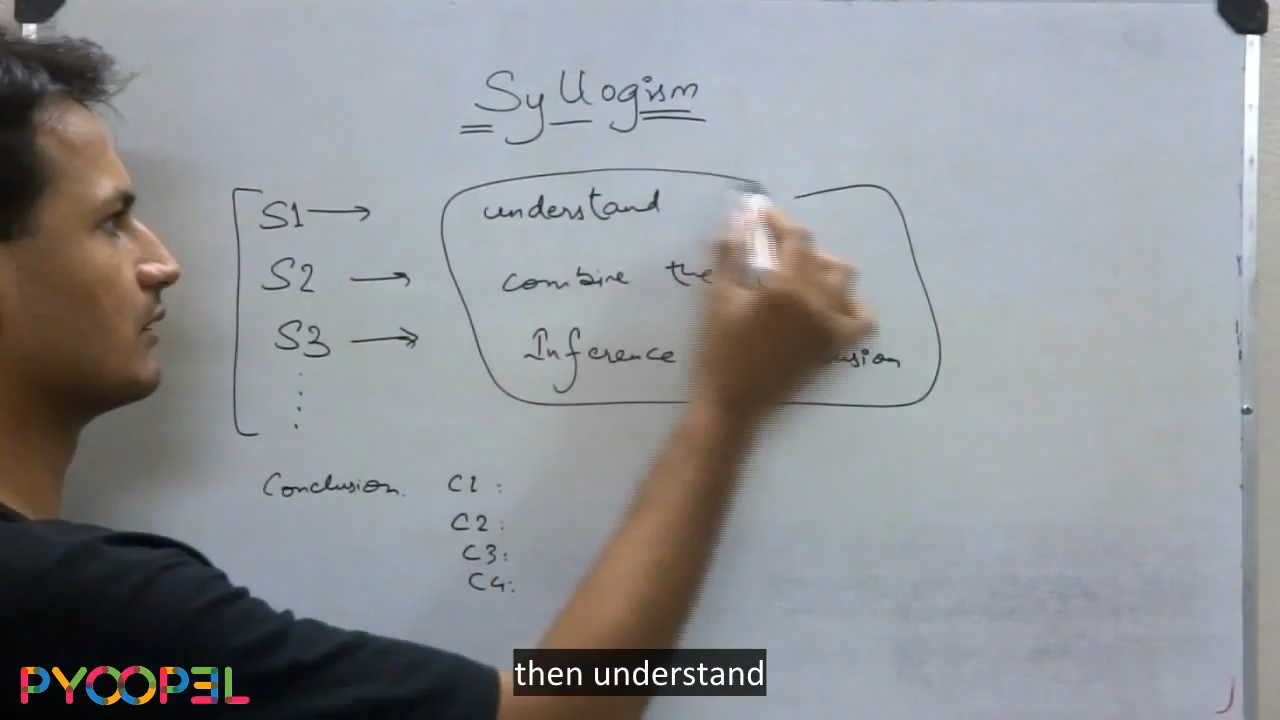 Syllogism
S1 → understand
S2 → combine the
S3 → Inference
Conclusion. C1 :
C2 :
C3 :
C4 :
then understand
PYOOPEL